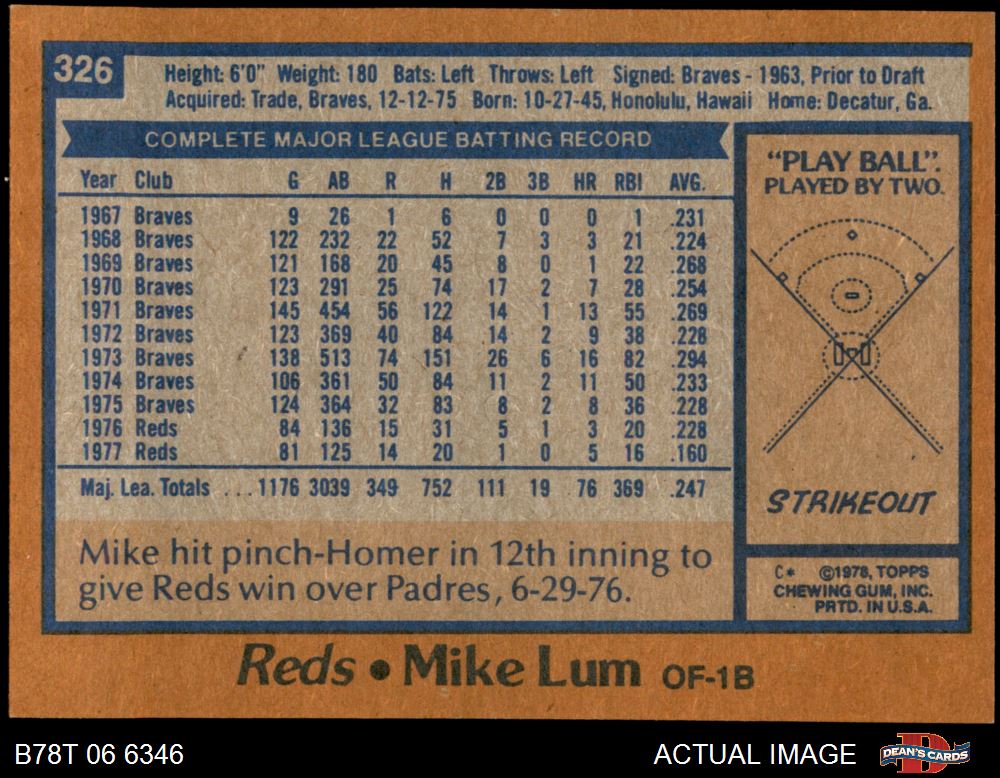 326
Height: 6'0" Weight: 180 Bats: Left Throws: Left Signed: Braves - 1963, Prior to Draft
Acquired: Trade, Braves, 12-12-75 Born: 10-27-45, Honolulu, Hawaii Home: Decatur, Ga.
COMPLETE MAJOR LEAGUE BATTING RECORD
Year Club G AB R H 2B 3B HR RBI AVG.
1967 Braves 9 26 1 6 0 0 0 1 .231
1968 Braves 122 232 22 52 7 3 3 21 .224
1969 Braves 121 168 20 45 8 0 1 22 .268
1970 Braves 123 291 25 74 17 2 7 28 .254
1971 Braves 145 454 56 122 14 1 13 55 .269
1972 Braves 123 369 40 84 14 2 9 38 .228
1973 Braves 138 513 74 151 26 6 16 82 .294
1974 Braves 106 361 50 84 11 2 11 50 .233
1975 Braves 124 364 32 83 8 2 8 36 .228
1976 Reds 84 136 15 31 5 1 3 20 .228
1977 Reds 81 125 14 20 1 0 5 16 .160
Maj. Lea. Totals ... 1176 3039 349 752 111 19 76 369 .247
Mike hit pinch-Homer in 12th inning to
give Reds win over Padres, 6-29-76.
"PLAY BALL".
PLAYED BY TWO.
STRIKEOUT
C* ©1978, TOPPS
CHEWING GUM, INC.
PRTD. IN U.S.A.
Reds • Mike Lum OF-1B
B78T 06 6346
ACTUAL IMAGE
DEAN'S CARDS